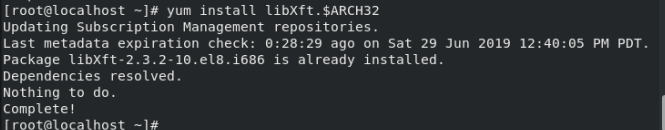 [root@localhost ~]# yum install libXft.$ARCH32
Updating Subscription Management repositories.
Last metadata expiration check: 0:28:29 ago on Sat 29 Jun 2019 12:40:05 PM PDT.
Package libXft-2.3.2-10.el8.i686 is already installed.
Dependencies resolved.
Nothing to do.
Complete!
[root@localhost ~]#